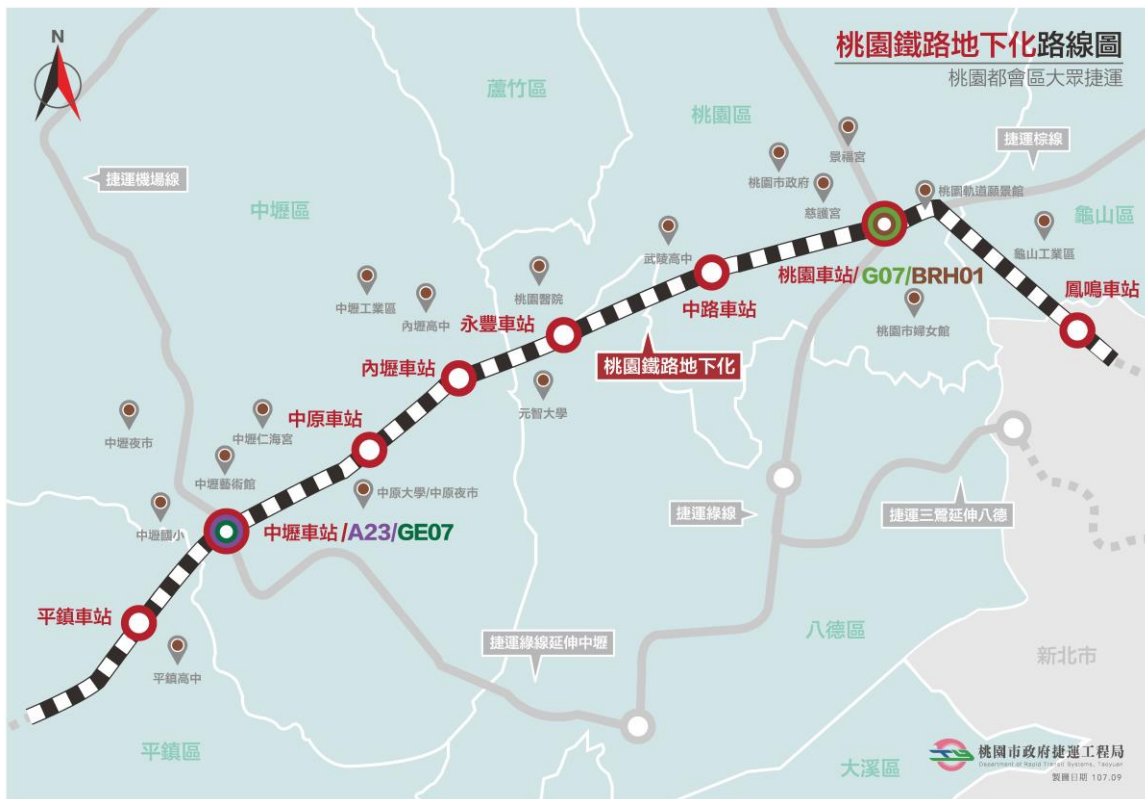 桃園鐵路地下化路線圖
桃園都會區大眾捷運
N
蘆竹區
桃園區
景福宮
捷運棕線
桃園市政府
慈護宮
桃園軌道願景館
捷運機場線
中壢區
龜山區
武陵高中
龜山工業區
桃園車站/G07/BRH01
中壢工業區
內壢高中
桃園醫院
中路車站
鳳鳴車站
永豐車站
桃園市婦女館
內壢車站
桃園鐵路地下化
元智大學
中壢夜市
中壢仁海宮
中原車站
中壢藝術館
中原大學/中原夜市
中壢國小
中壢車站/A23/GE07
捷運綠線
捷運三鶯延伸八德
平鎮車站
平鎮高中
捷運綠線延伸中壢
八德區
新北市
平鎮區
大溪區
桃園市政府捷運工程局
Department of Rapid Transit Systems, Taoyuan
製圖日期 107.09